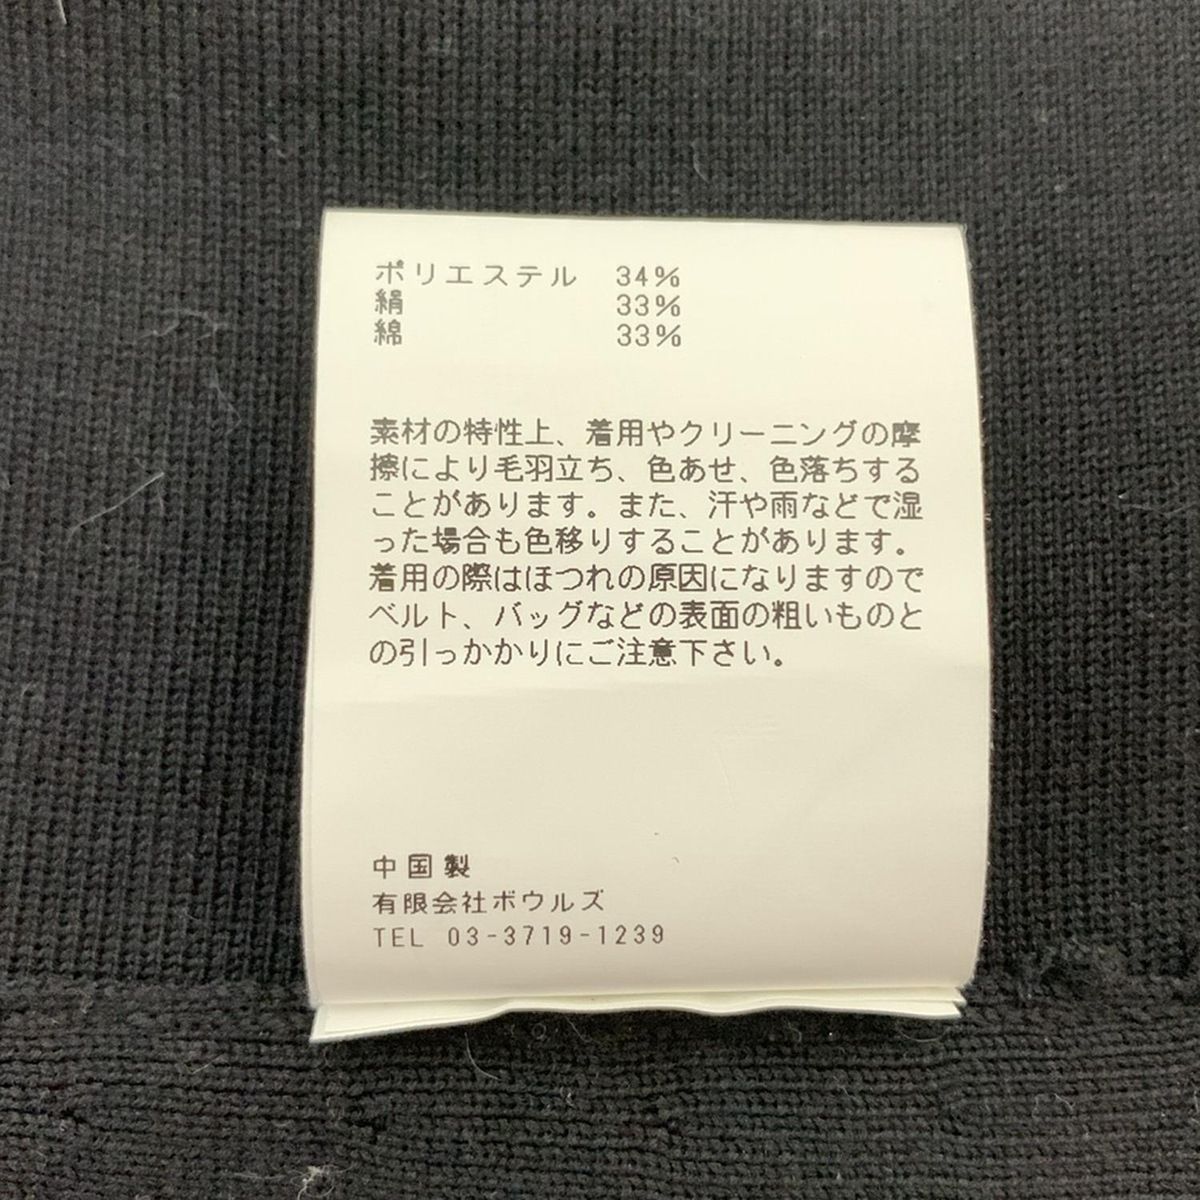 ポリエステル 34%
絹 33%
綿 33%
素材の特性上、着用やクリーニングの摩
擦により毛羽立ち、色あせ、色落ちする
ことがあります。また、汗や雨などで湿
った場合も色移りすることがあります。
着用の際はほつれの原因になりますので
ベルト、バッグなどの表面の粗いものと
の引っかかりにご注意下さい。
中国製
有限会社ボウルズ
TEL 03-3719-1239